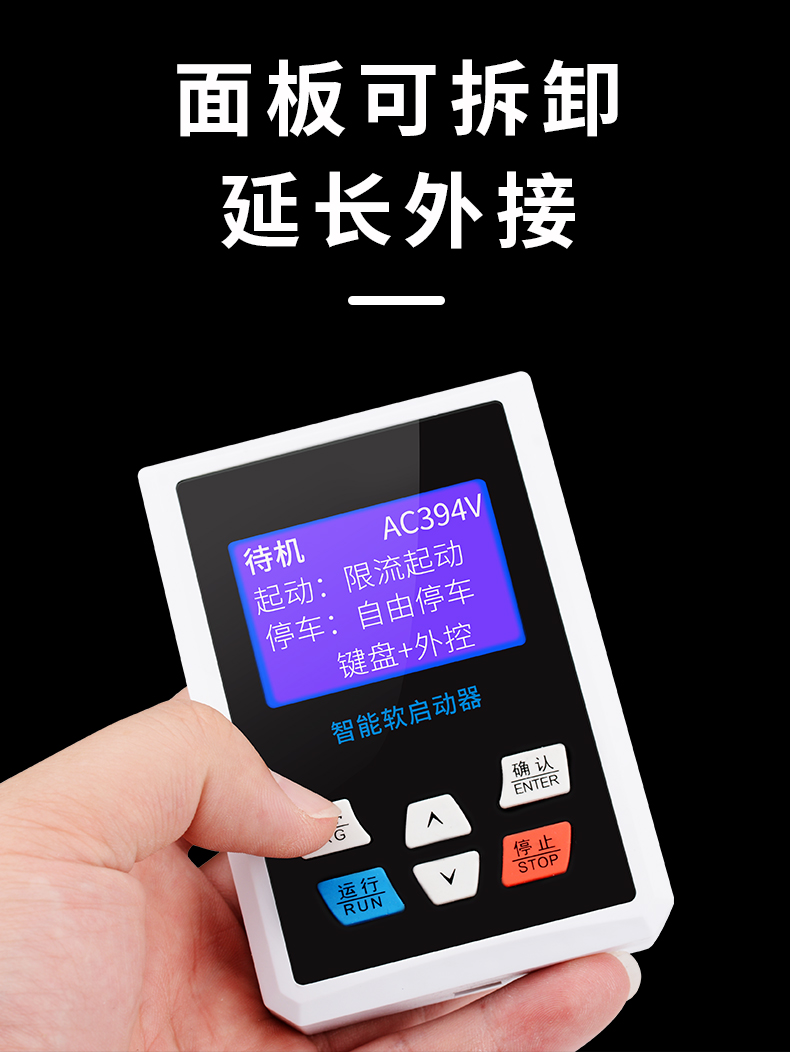 面板可拆卸
延长外接
待机 AC394V
起动：限流起动
停车：自由停车
键盘+外控
智能软启动器
确认
ENTER
停止
STOP
运行
RUN